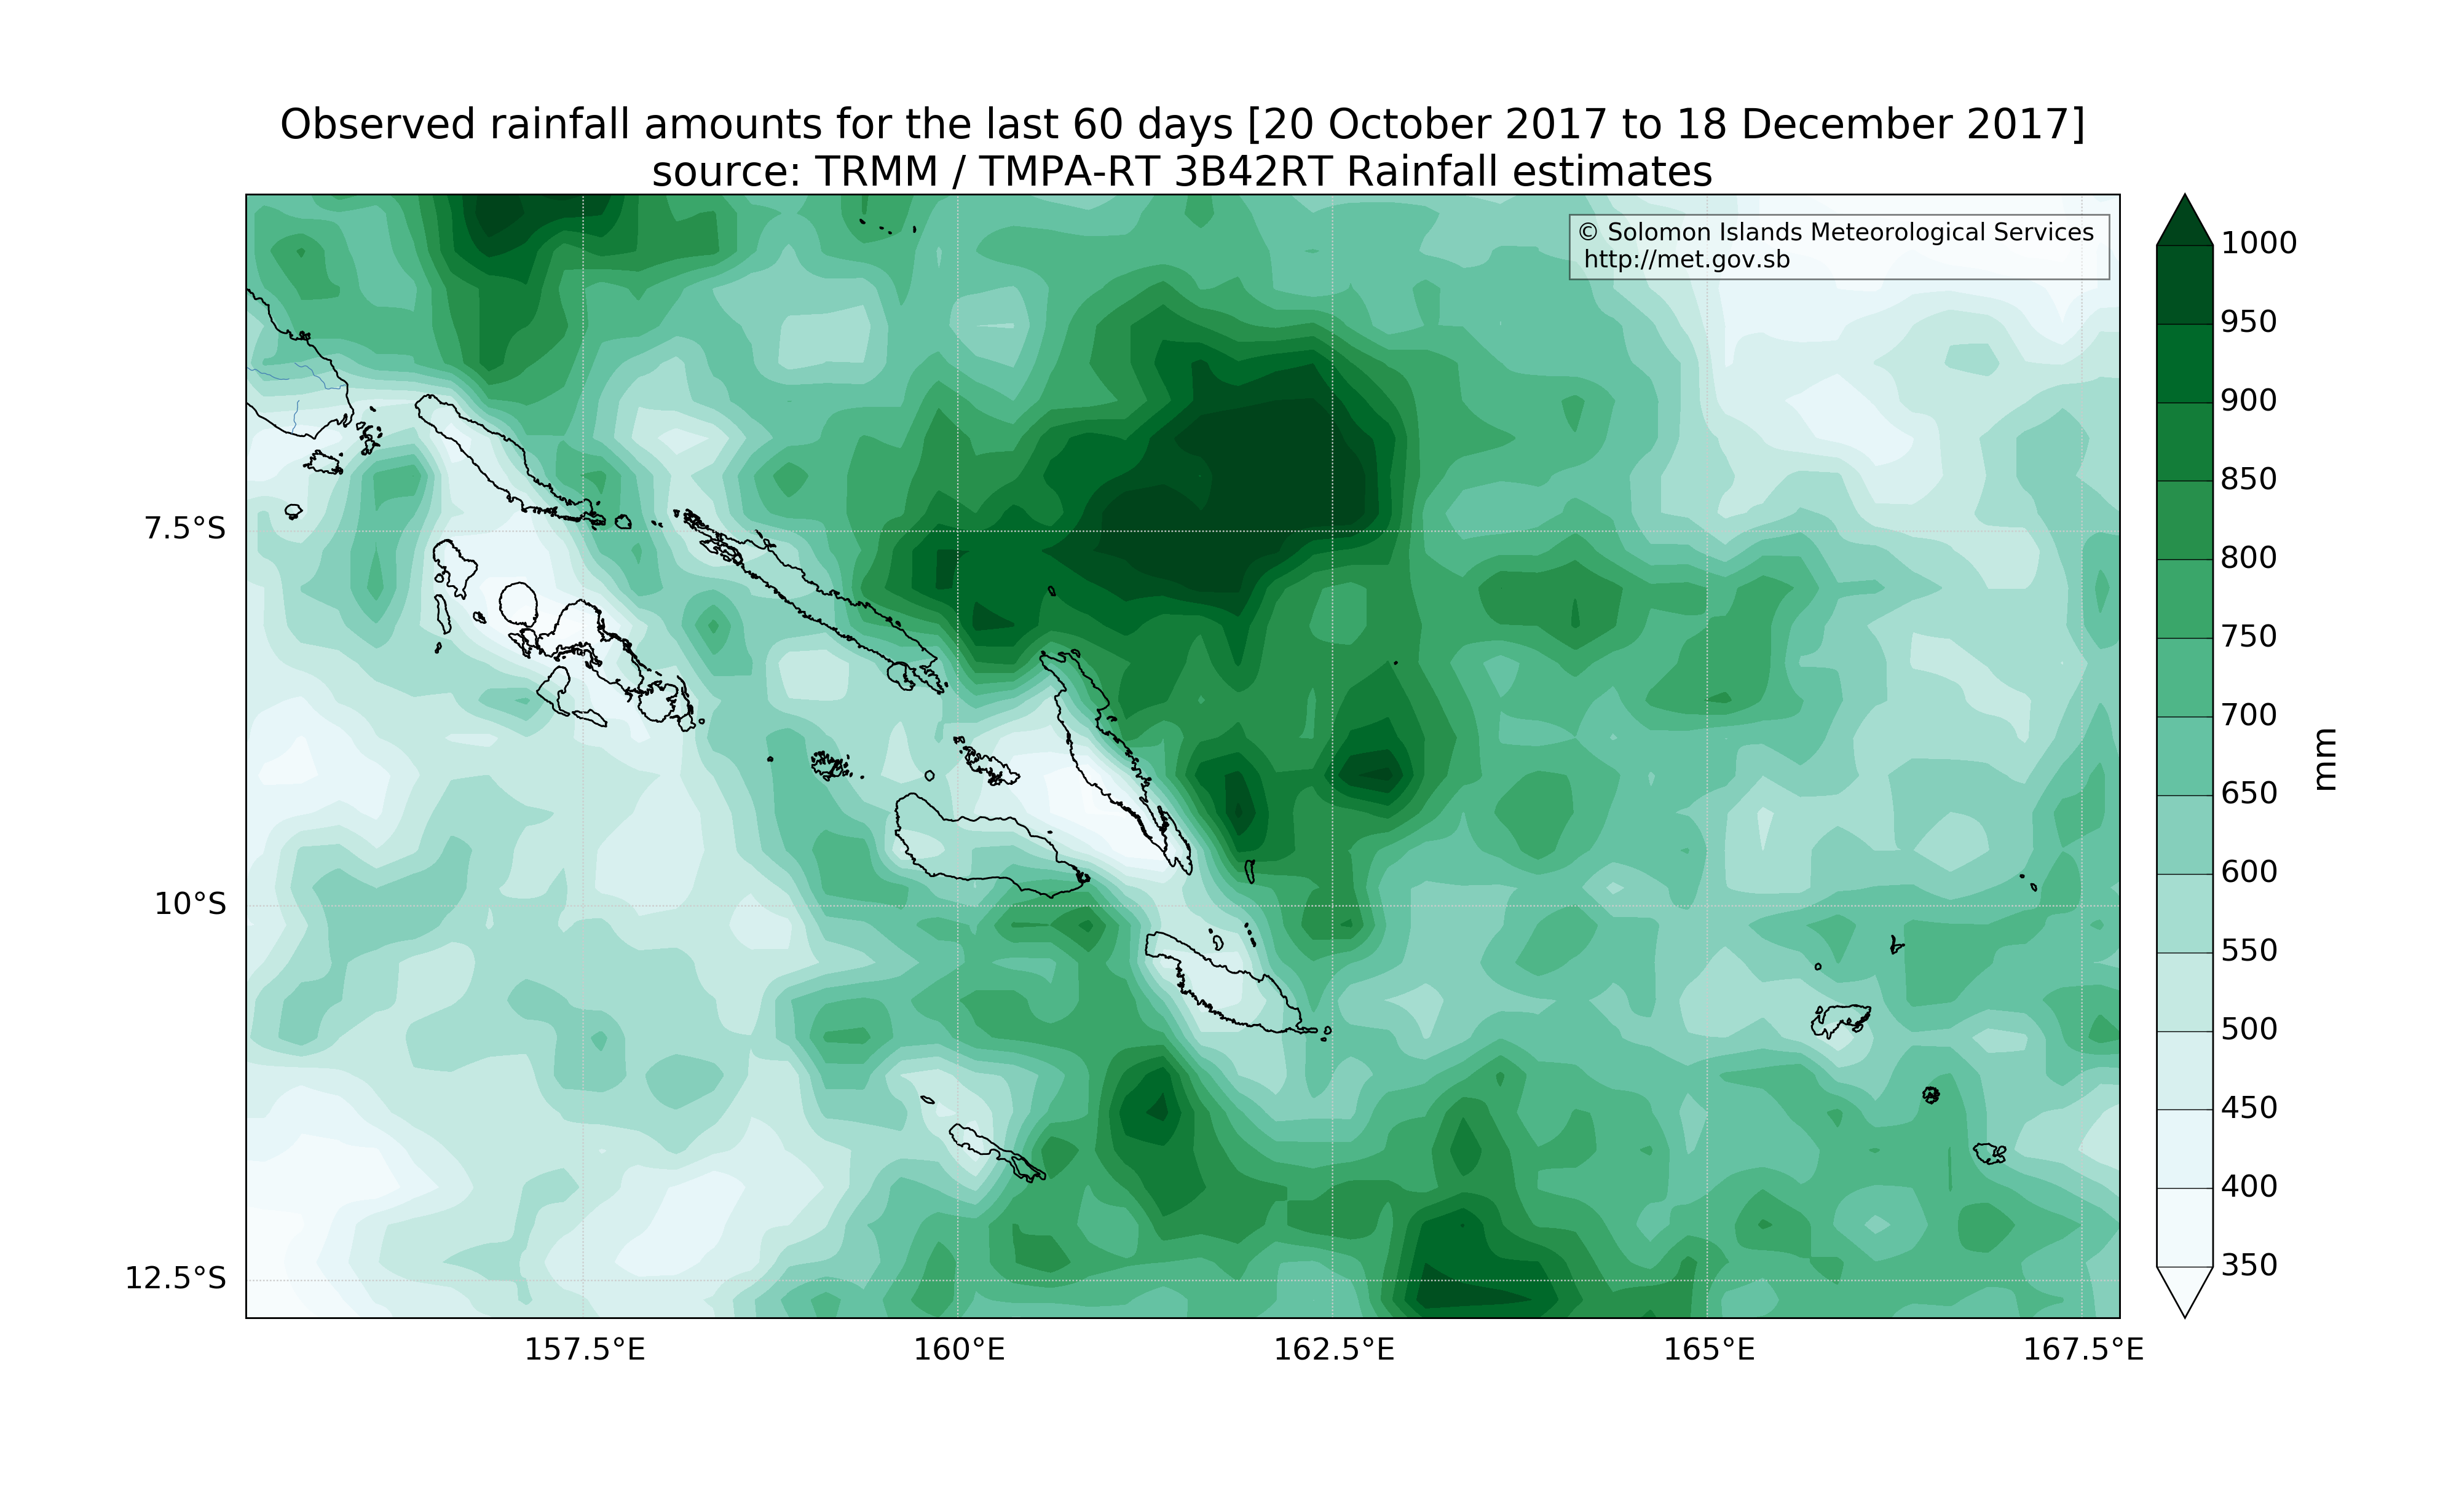 Observed rainfall amounts for the last 60 days [20 October 2017 to 18 December 2017]
source: TRMM / TMPA-RT 3B42RT Rainfall estimates
© Solomon Islands Meteorological Services
http://met.gov.sb
7.5°S
10°S
12.5°S
157.5°E
160°E
162.5°E
165°E
167.5°E
1000
950
900
850
800
750
700
650
600
550
500
450
400
350
mm